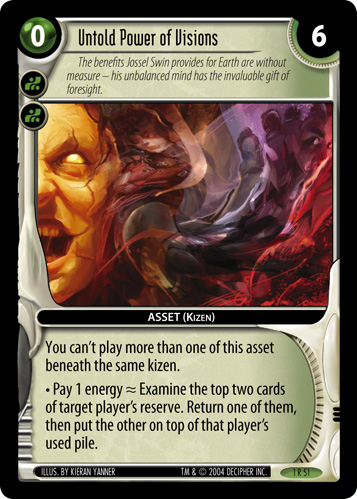 0 Untold Power of Visions 6
The benefits Jossel Swin provides for Earth are without
measure – his unbalanced mind has the invaluable gift of
foresight.
ASSET (KIZEN)
You can't play more than one of this asset
beneath the same kizen.
• Pay 1 energy ≈ Examine the top two cards
of target player's reserve. Return one of them,
then put the other on top of that player's
used pile.
ILLUS. BY KIERAN YANNER TM & © 2004 DECIPHER INC. 1 R 51